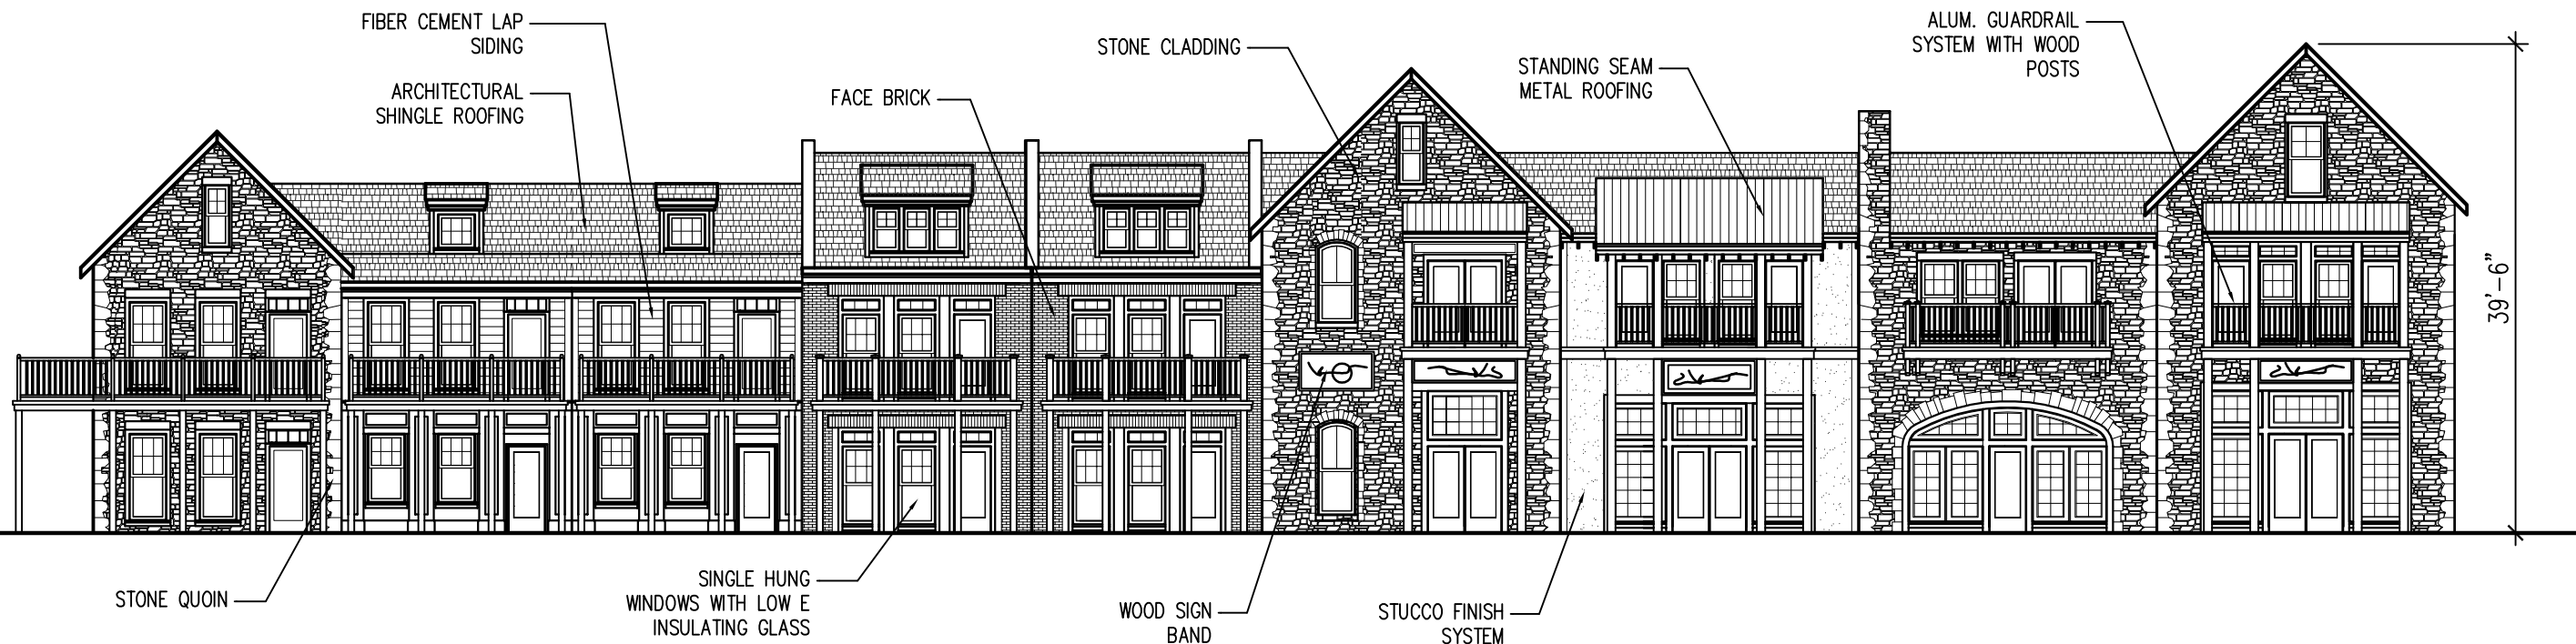 FIBER CEMENT LAP
SIDING
ARCHITECTURAL
SHINGLE ROOFING
FACE BRICK
STONE CLADDING
STANDING SEAM
METAL ROOFING
ALUM. GUARDRAIL
SYSTEM WITH WOOD
POSTS
39'-6"
STONE QUOIN
SINGLE HUNG
WINDOWS WITH LOW E
INSULATING GLASS
WOOD SIGN
BAND
STUCCO FINISH
SYSTEM